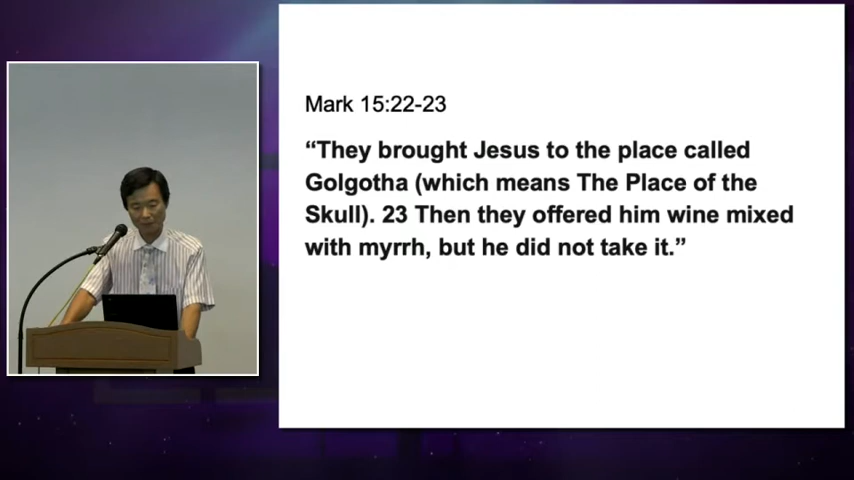 Mark 15:22-23
“They brought Jesus to the place called
Golgotha (which means The Place of the
Skull). 23 Then they offered him wine mixed
with myrrh, but he did not take it.”